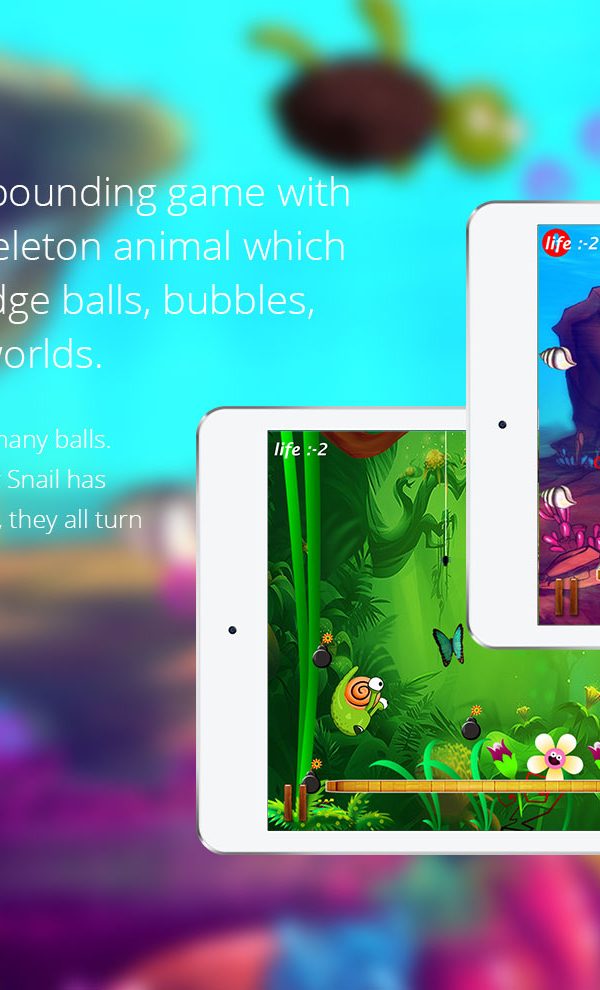 bounding game with
eleton animal which
dge balls, bubbles,
worlds.
many balls.
Snail has
, they all turn
life :-2
life :-2